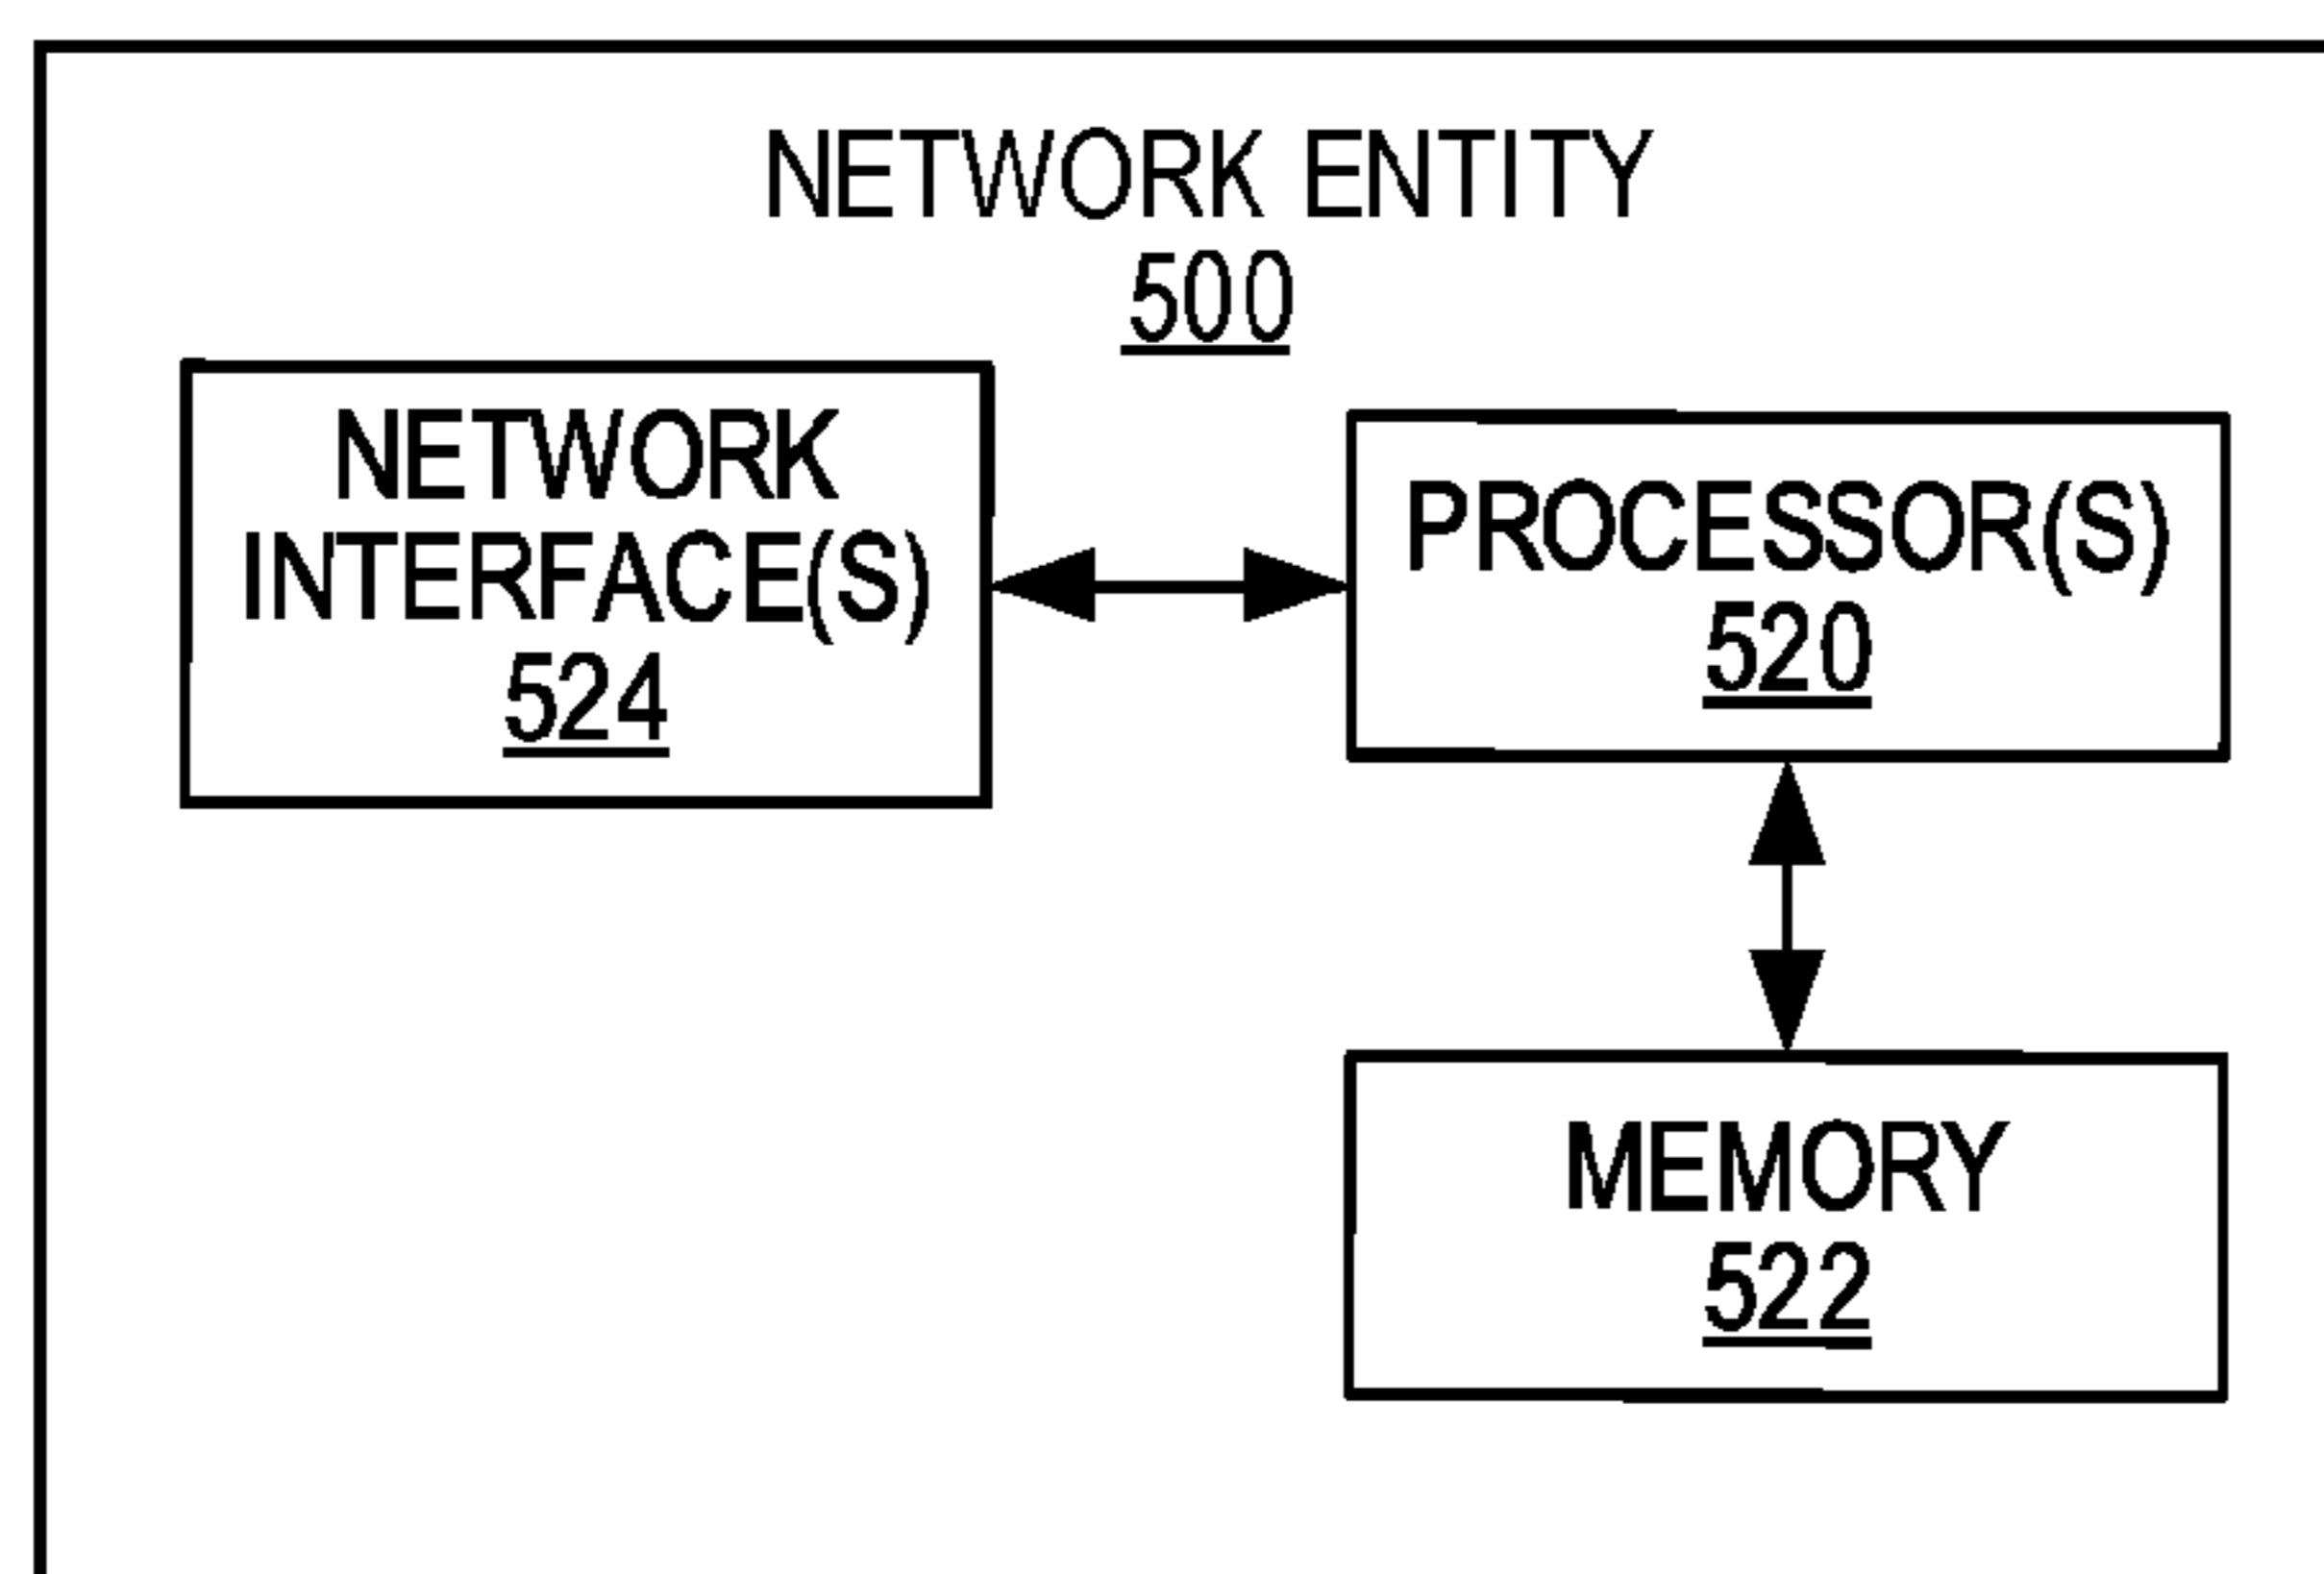 NETWORK ENTITY
500
NETWORK
INTERFACE(S)
524
PROCESSOR(S)
520
MEMORY
522